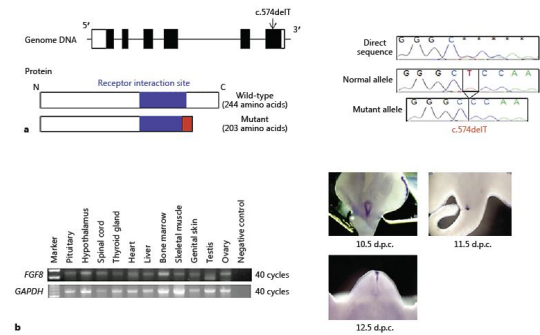 c.574delT
5′
3′
Genome DNA
Protein
Receptor interaction site
N
C
Wild-type
(244 amino acids)
Mutant
(203 amino acids)
a
G G G C * * * * *
Direct
sequence
Normal allele
G G G C T C C A A
Mutant allele
G G G C C C A A
c.574delT
Marker
Pituitary
Hypothalamus
Spinal cord
Thyroid gland
Heart
Liver
Bone marrow
Skeletal muscle
Genital skin
Testis
Ovary
Negative control
FGF8
40 cycles
GAPDH
40 cycles
b
10.5 d.p.c.
11.5 d.p.c.
12.5 d.p.c.